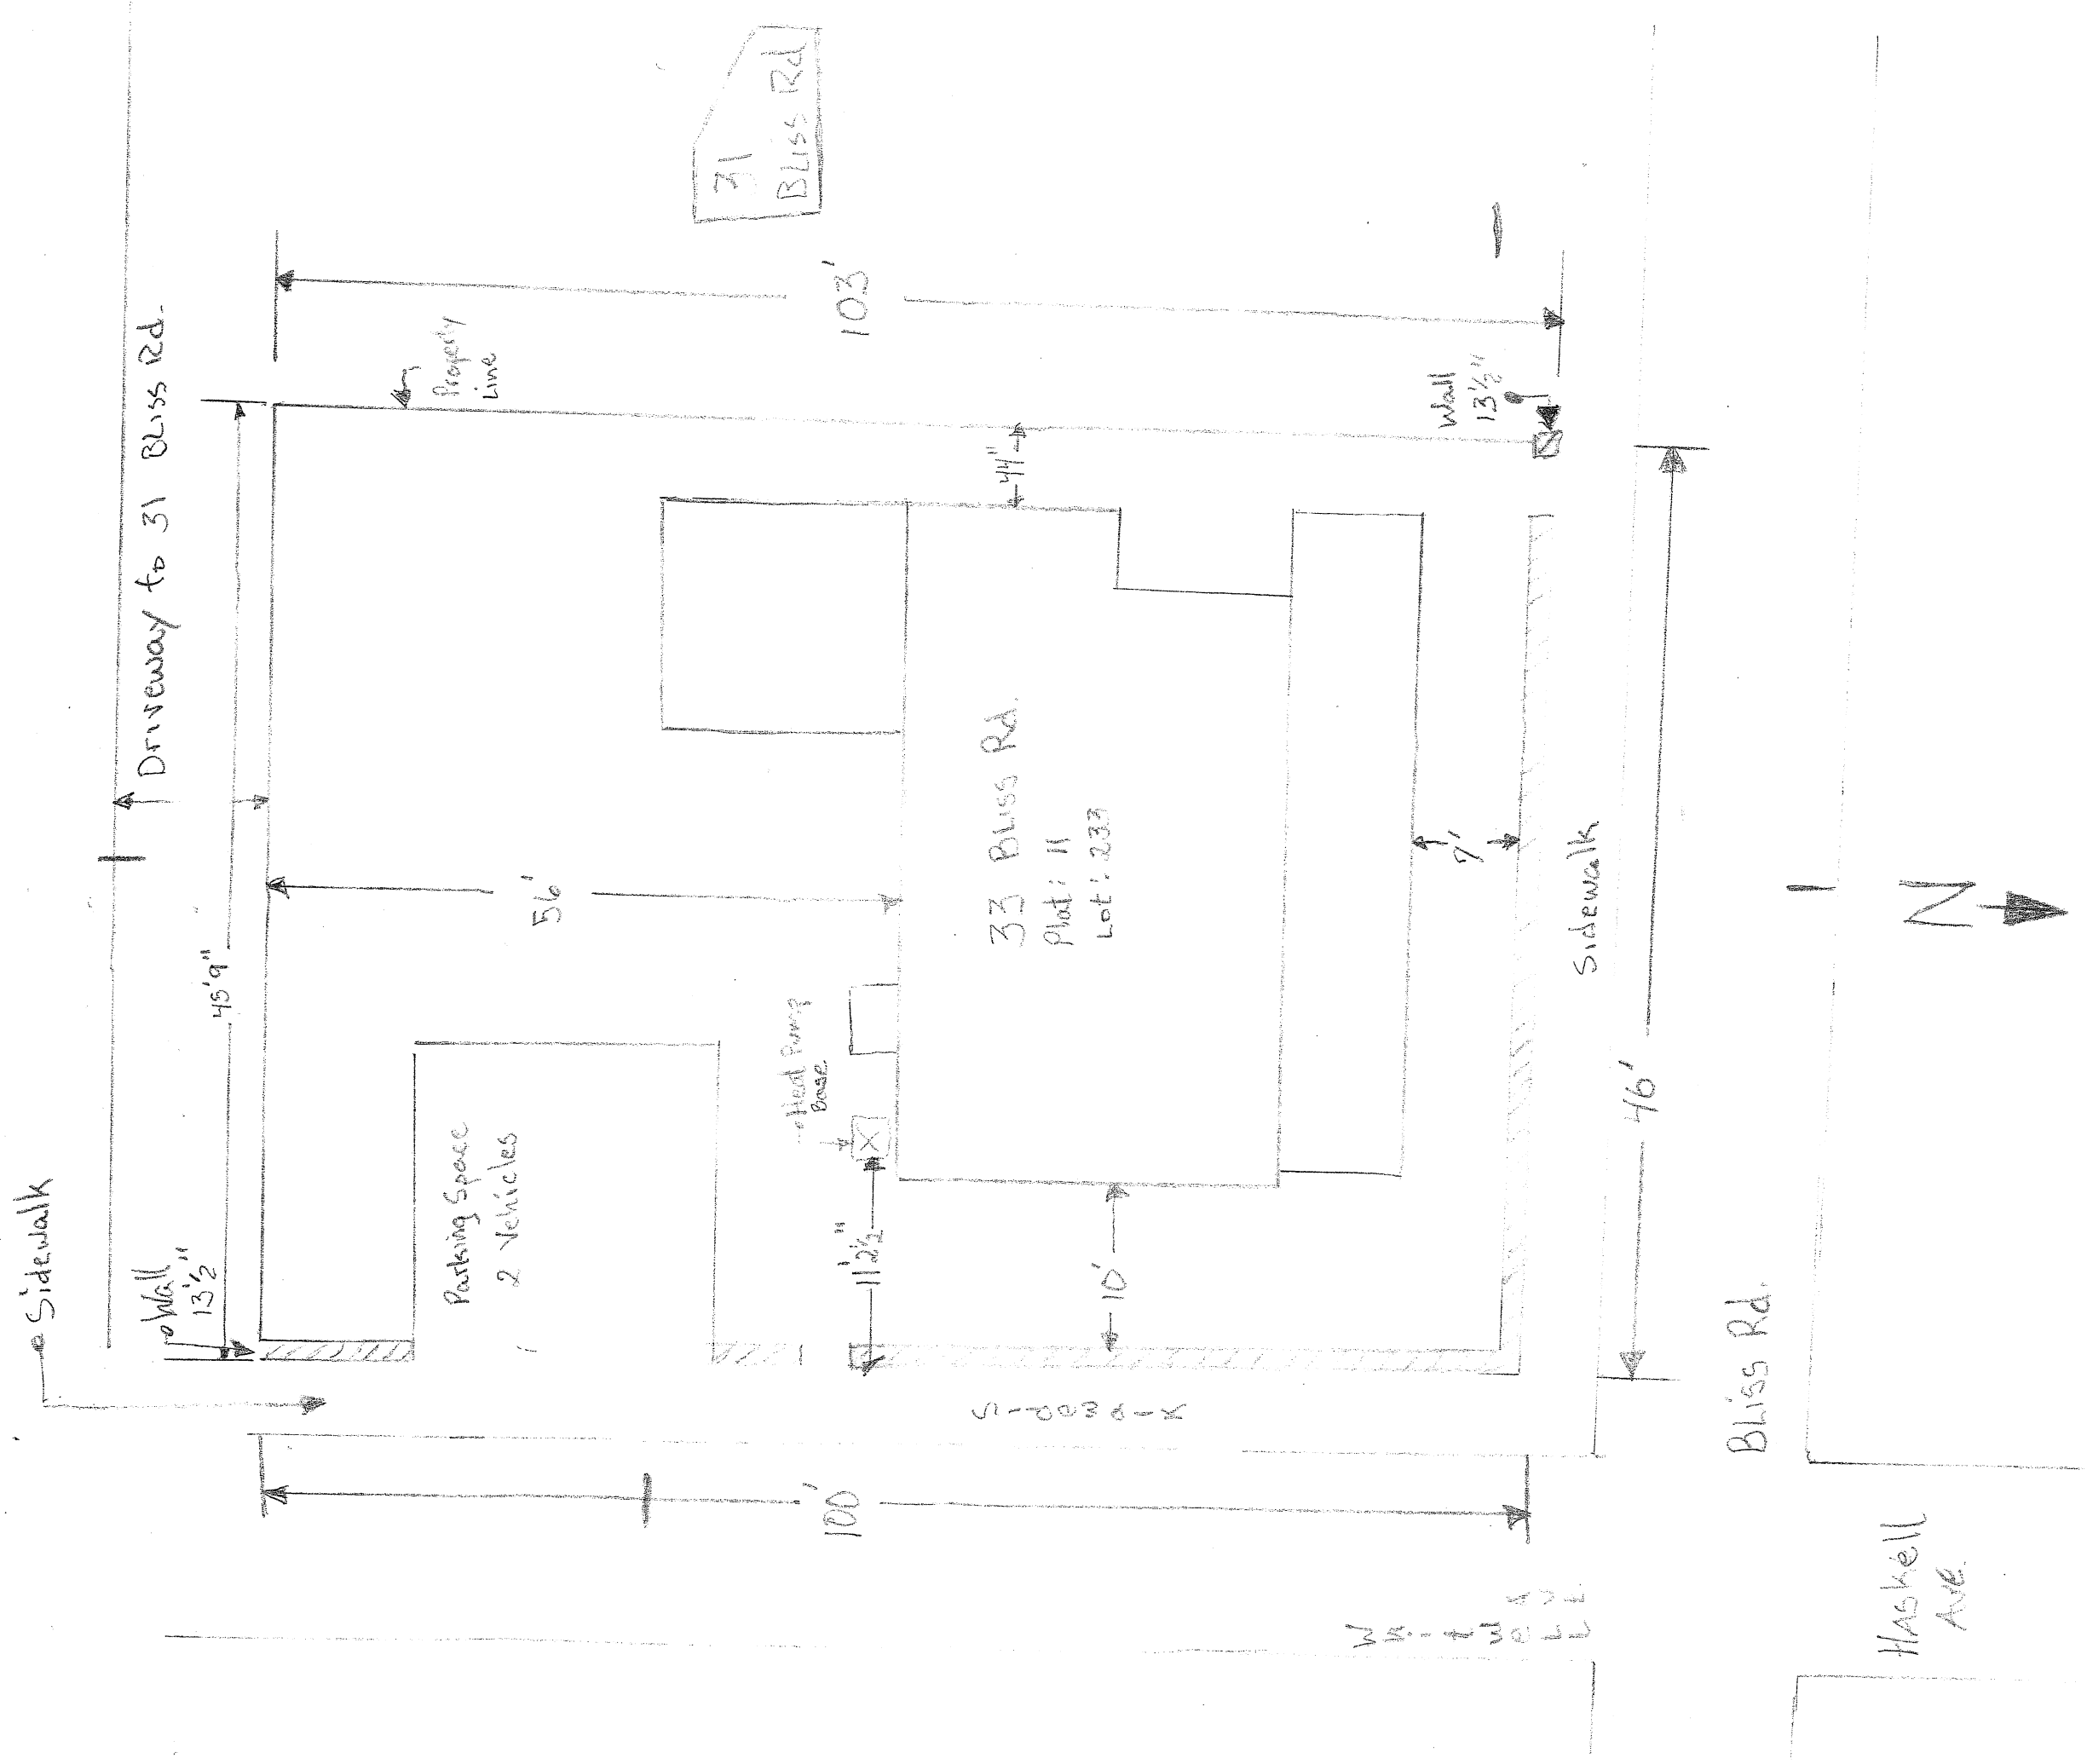 Sidewalk
Driveway to 31 Bliss Rd.
45'9"
Wall
13½"
31
Bliss Rd
103'
Property
Line
Wall
13½"
44"
56'
Parking Space
2 Vehicles
Heat Pump
Base
11'2½"
33 Bliss Rd.
Plat: 11
Lot: 233
10'
7'
Sidewalk
Sidewalk
46'
100'
Bliss Rd.
N
Haskell
Ave.